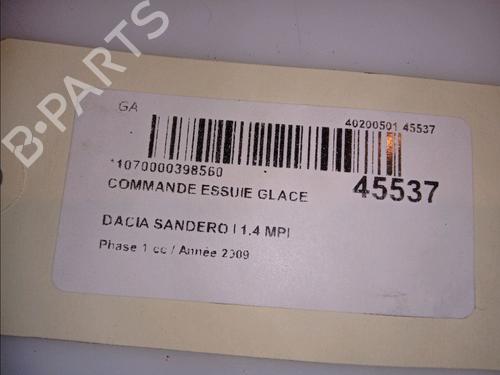 B-PARTS
GA
40200501 45537
*1070000398560
45537
COMMANDE ESSUIE GLACE
DACIA SANDERO I 1.4 MPI
Phase 1 cc / Année 2009